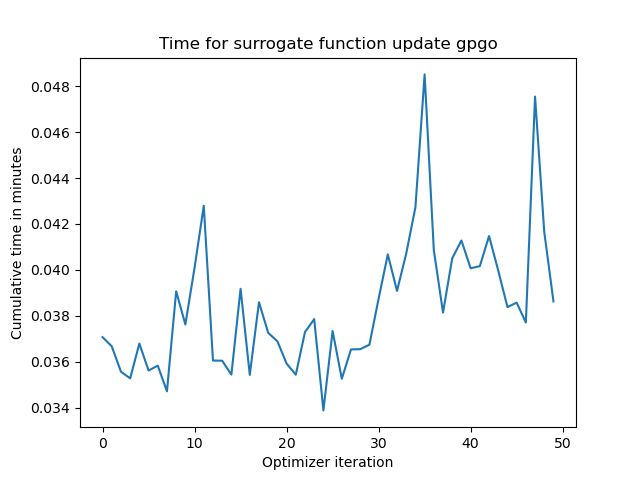 Time for surrogate function update gpgo
Cumulative time in minutes
0.048
0.046
0.044
0.042
0.040
0.038
0.036
0.034
0 10 20 30 40 50
Optimizer iteration